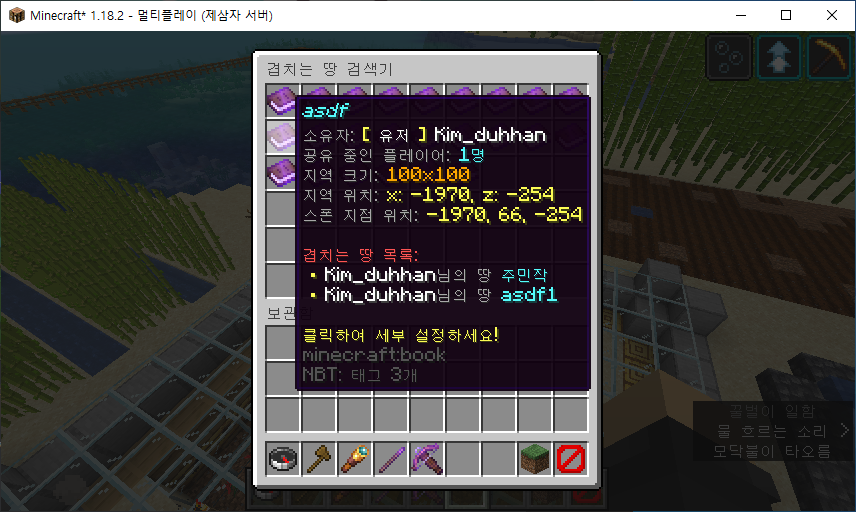 Minecraft* 1.18.2 - 멀티플레이 (제삼자 서버)
겹치는 땅 검색기
asdf
소유자: [ 유저 ] Kim_duhhan
공유 중인 플레이어: 1명
지역 크기: 100x100
지역 위치: x: -1970, z: -254
스폰 지점 위치: -1970, 66, -254
겹치는 땅 목록:
• Kim_duhhan님의 땅 주민작
• Kim_duhhan님의 땅 asdf1
보관
클릭하여 세부 설정하세요!
minecraft:book
NBT: 태그 3개
꿀벌이 일함
물 흐르는 소리 >
모닥불이 타오름